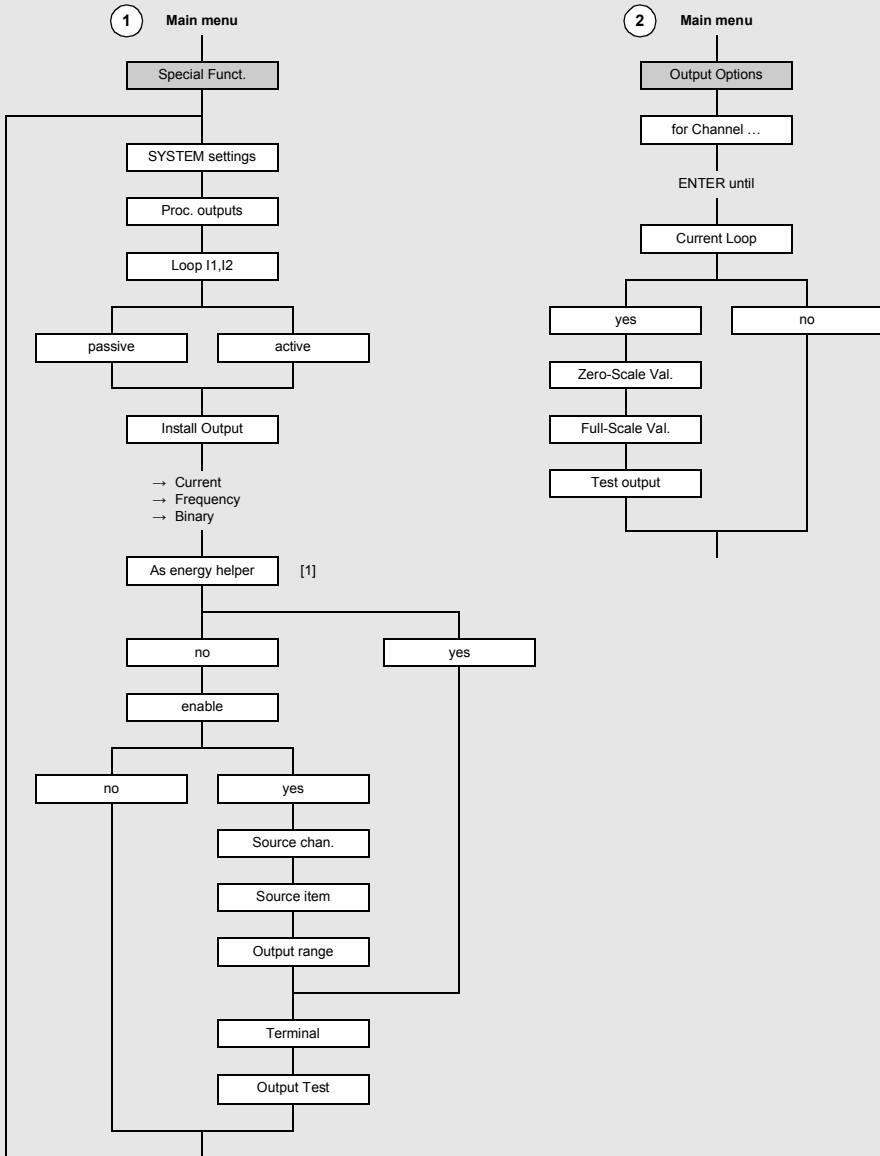 1 Main menu
Special Funct.
SYSTEM settings
Proc. outputs
Loop I1,I2
passive
active
Install Output
→ Current
→ Frequency
→ Binary
As energy helper [1]
no
yes
enable
no
yes
Source chan.
Source item
Output range
Terminal
Output Test
2 Main menu
Output Options
for Channel …
ENTER until
Current Loop
yes
no
Zero-Scale Val.
Full-Scale Val.
Test output